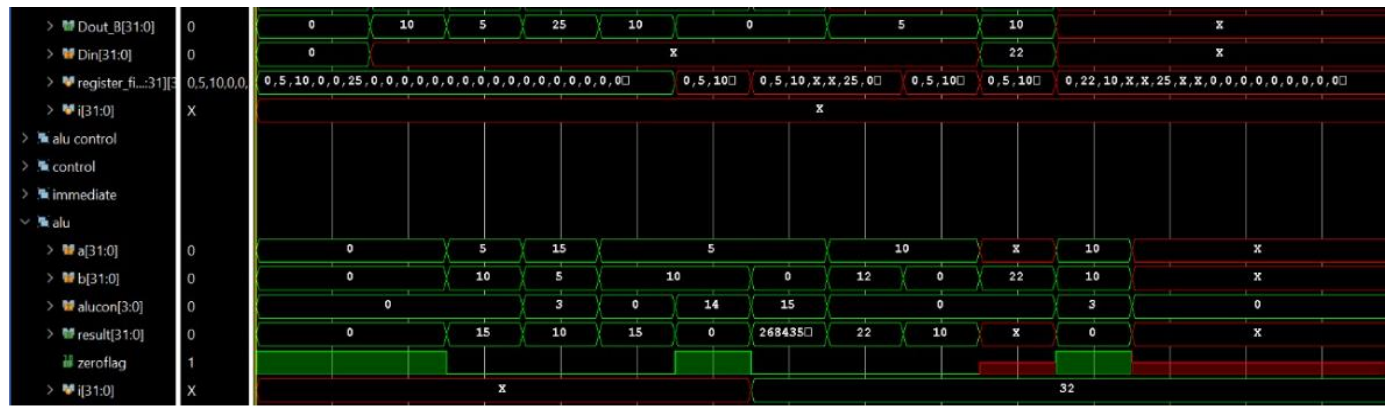 Dout_B[31:0] 0 0 10 5 25 10 0 5 10 X
Din[31:0] 0 0 X 22 X
register_fi...:31][3 0,5,10,0,0, 0,5,10,0,0,25,0,0,0,0,0,0,0,0,0,0,0,0,0,0,0□ 0,5,10□ 0,5,10,X,X,25,0□ 0,5,10□ 0,5,10□ 0,22,10,X,X,25,X,X,0,0,0,0,0,0,0,0,0□
i[31:0] X X
alu control
control
immediate
alu
a[31:0] 0 0 5 15 5 10 X 10 X
b[31:0] 0 0 10 5 10 0 12 0 22 10 X
alucon[3:0] 0 0 3 0 14 15 0 3 0
result[31:0] 0 0 15 10 15 0 268435□ 22 10 X 0 X
zeroflag 1
i[31:0] X X 32